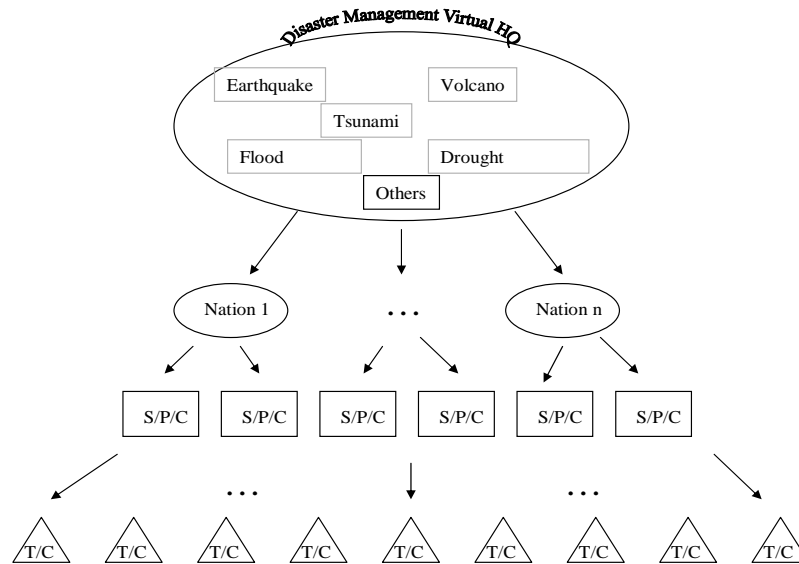 Disaster Management Virtual HQ
Earthquake
Volcano
Tsunami
Flood
Drought
Others
Nation 1
...
Nation n
S/P/C
S/P/C
S/P/C
S/P/C
S/P/C
S/P/C
...
...
T/C
T/C
T/C
T/C
T/C
T/C
T/C
T/C
T/C